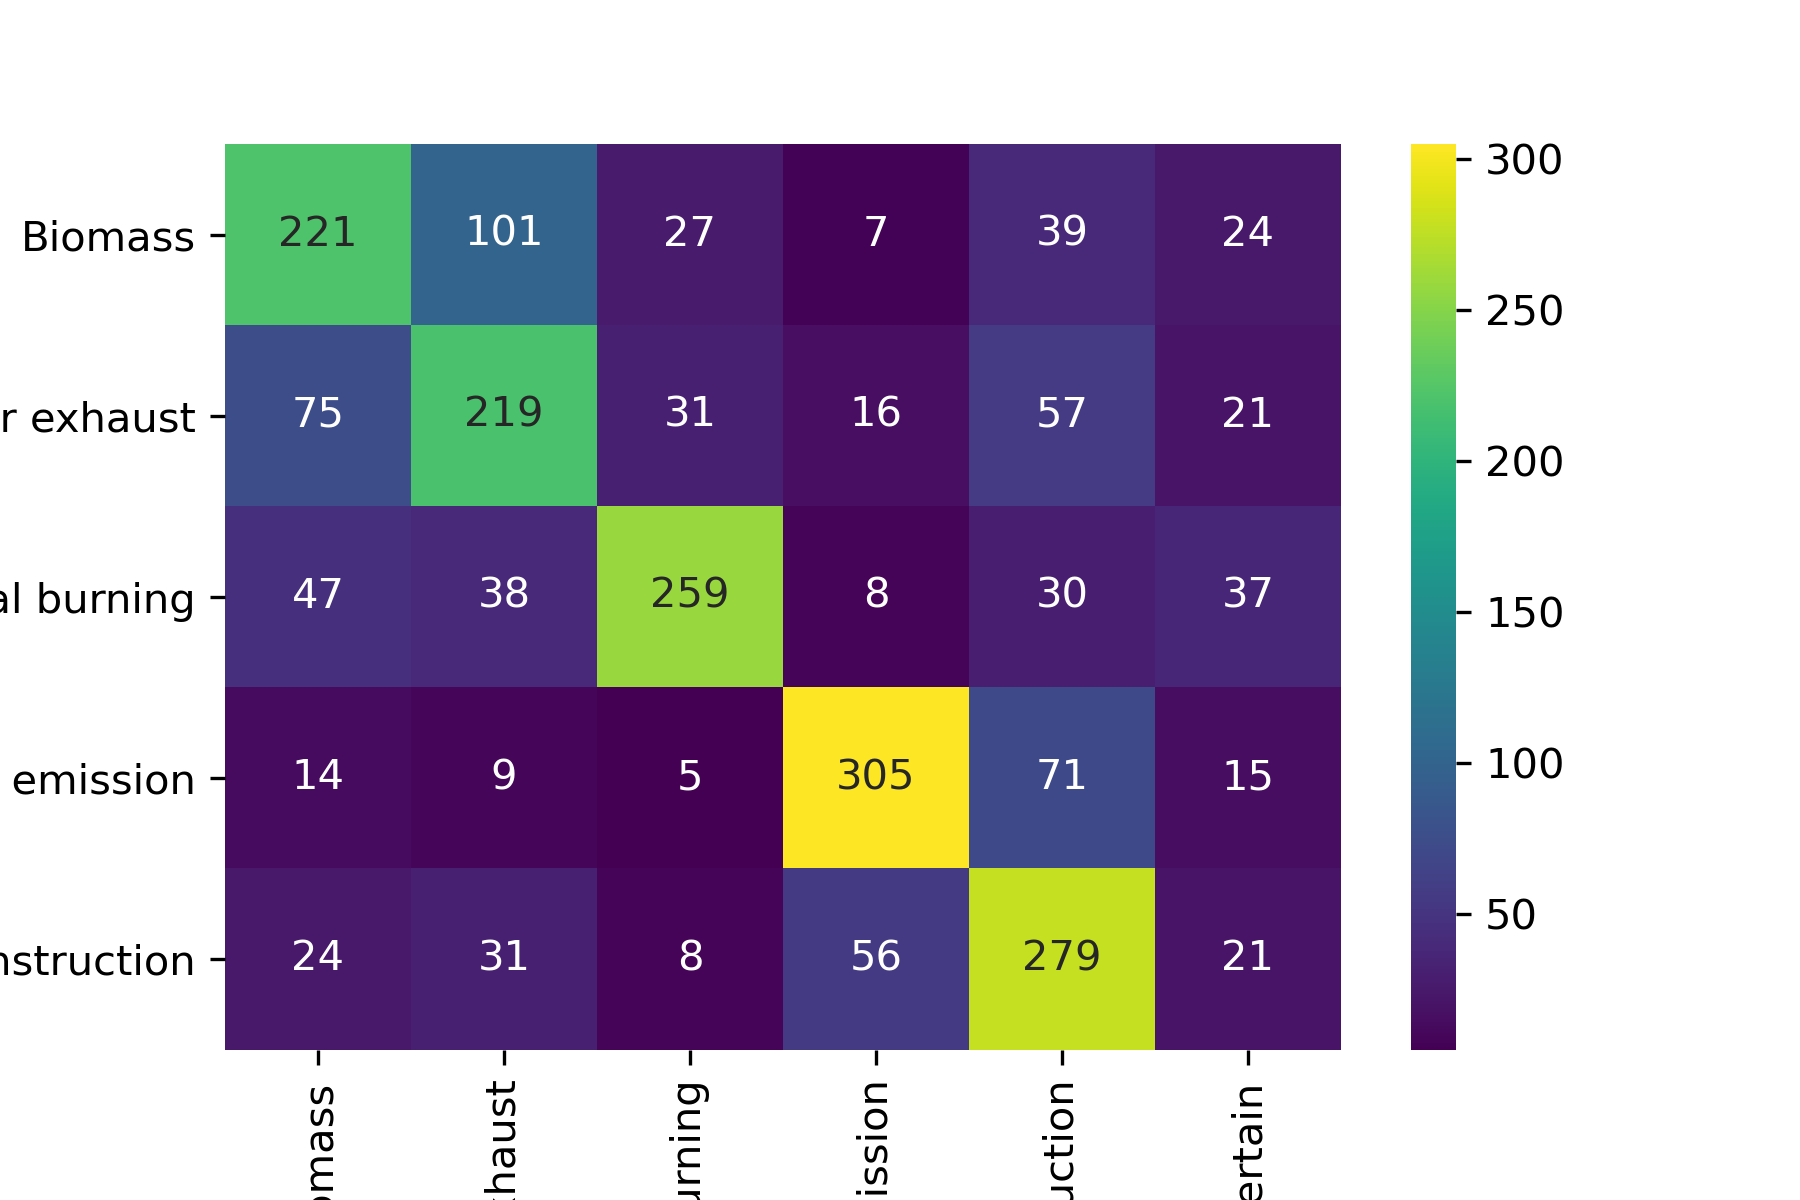 Biomass 221 101 27 7 39 24
r exhaust 75 219 31 16 57 21
al burning 47 38 259 8 30 37
emission 14 9 5 305 71 15
nstruction 24 31 8 56 279 21
omass
xhaust
urning
ission
uction
ertain
300
250
200
150
100
50